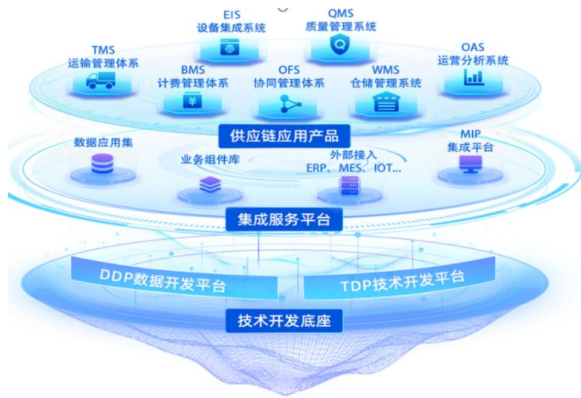 EIS
设备集成系统
QMS
质量管理系统
TMS
运输管理体系
OAS
运营分析系统
BMS
计费管理体系
OFS
协同管理体系
WMS
仓储管理系统
供应链应用产品
数据应用集
业务组件库
外部接入
ERP、MES、IOT...
MIP
集成平台
集成服务平台
DDP数据开发平台
TDP技术开发平台
技术开发底座